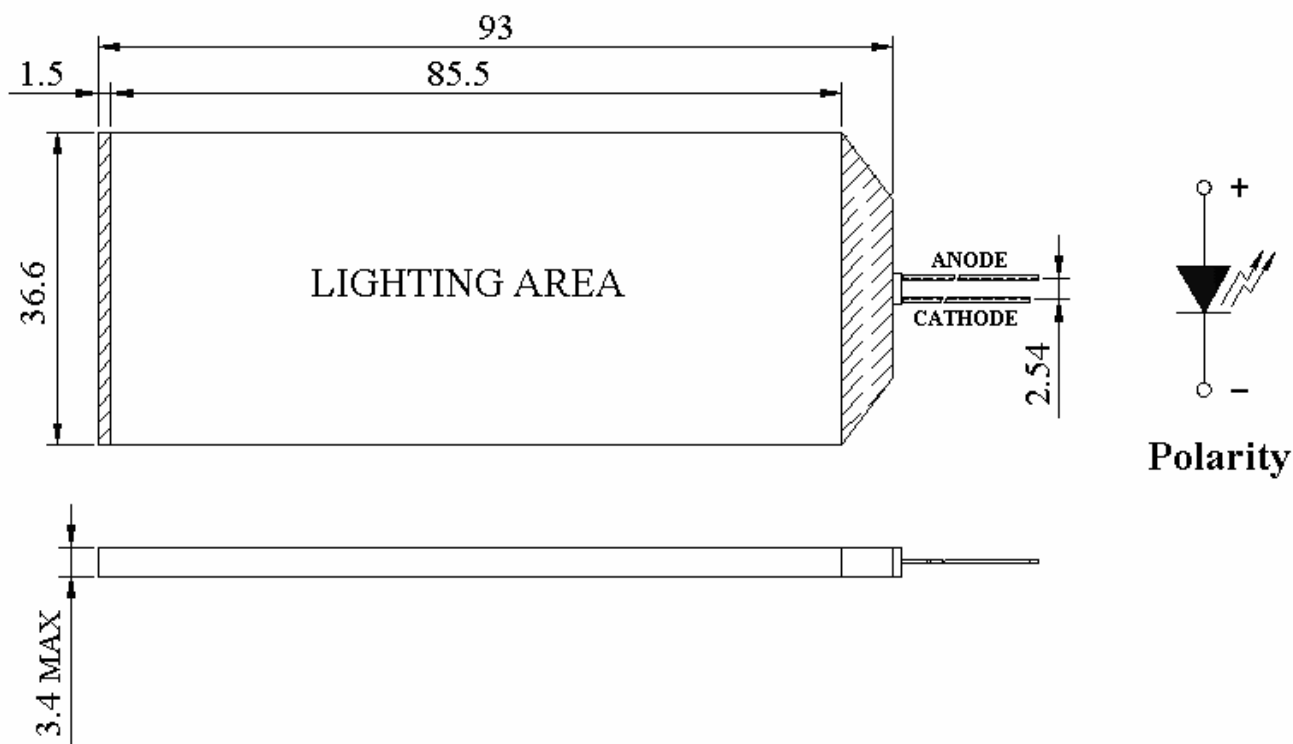 93
1.5
85.5
36.6
LIGHTING AREA
ANODE
CATHODE
2.54
+
−
Polarity
3.4 MAX